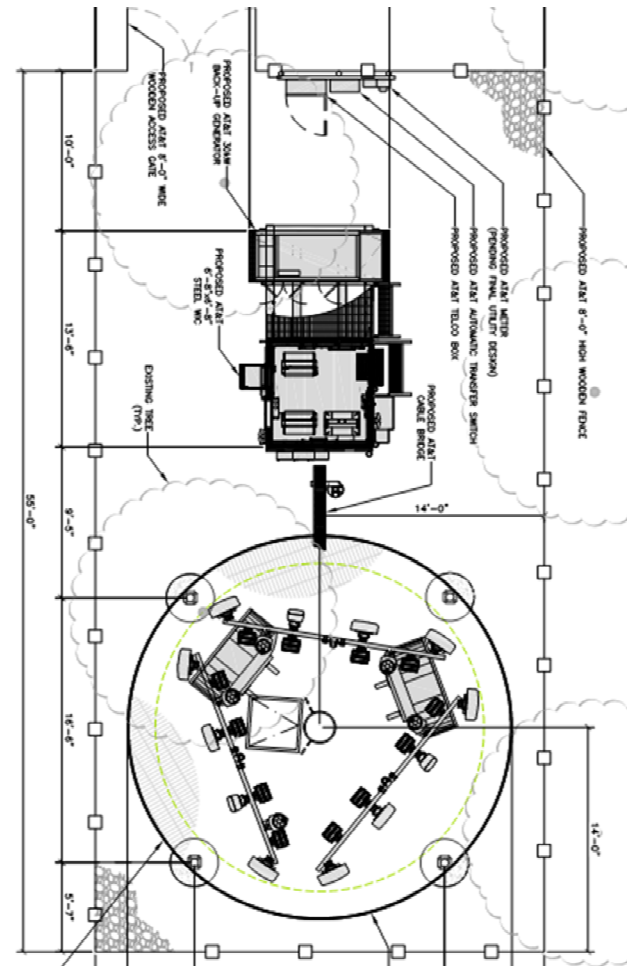 PROPOSED AT&T 8'-0" HIGH WOODEN FENCE
PROPOSED AT&T METER
(PENDING FINAL UTILITY DESIGN)
PROPOSED AT&T AUTOMATIC TRANSFER SWITCH
PROPOSED AT&T TELCO BOX
PROPOSED AT&T
CABLE BRIDGE
14'-0"
14'-0"
PROPOSED AT&T 30kW
BACK-UP GENERATOR
PROPOSED AT&T
6'-8"x6'-8"
STEEL WIC
PROPOSED AT&T 8'-0" WIDE
WOODEN ACCESS GATE
EXISTING TREE
(TYP.)
10'-0"
13'-6"
9'-5"
16'-6"
5'-7"
55'-0"